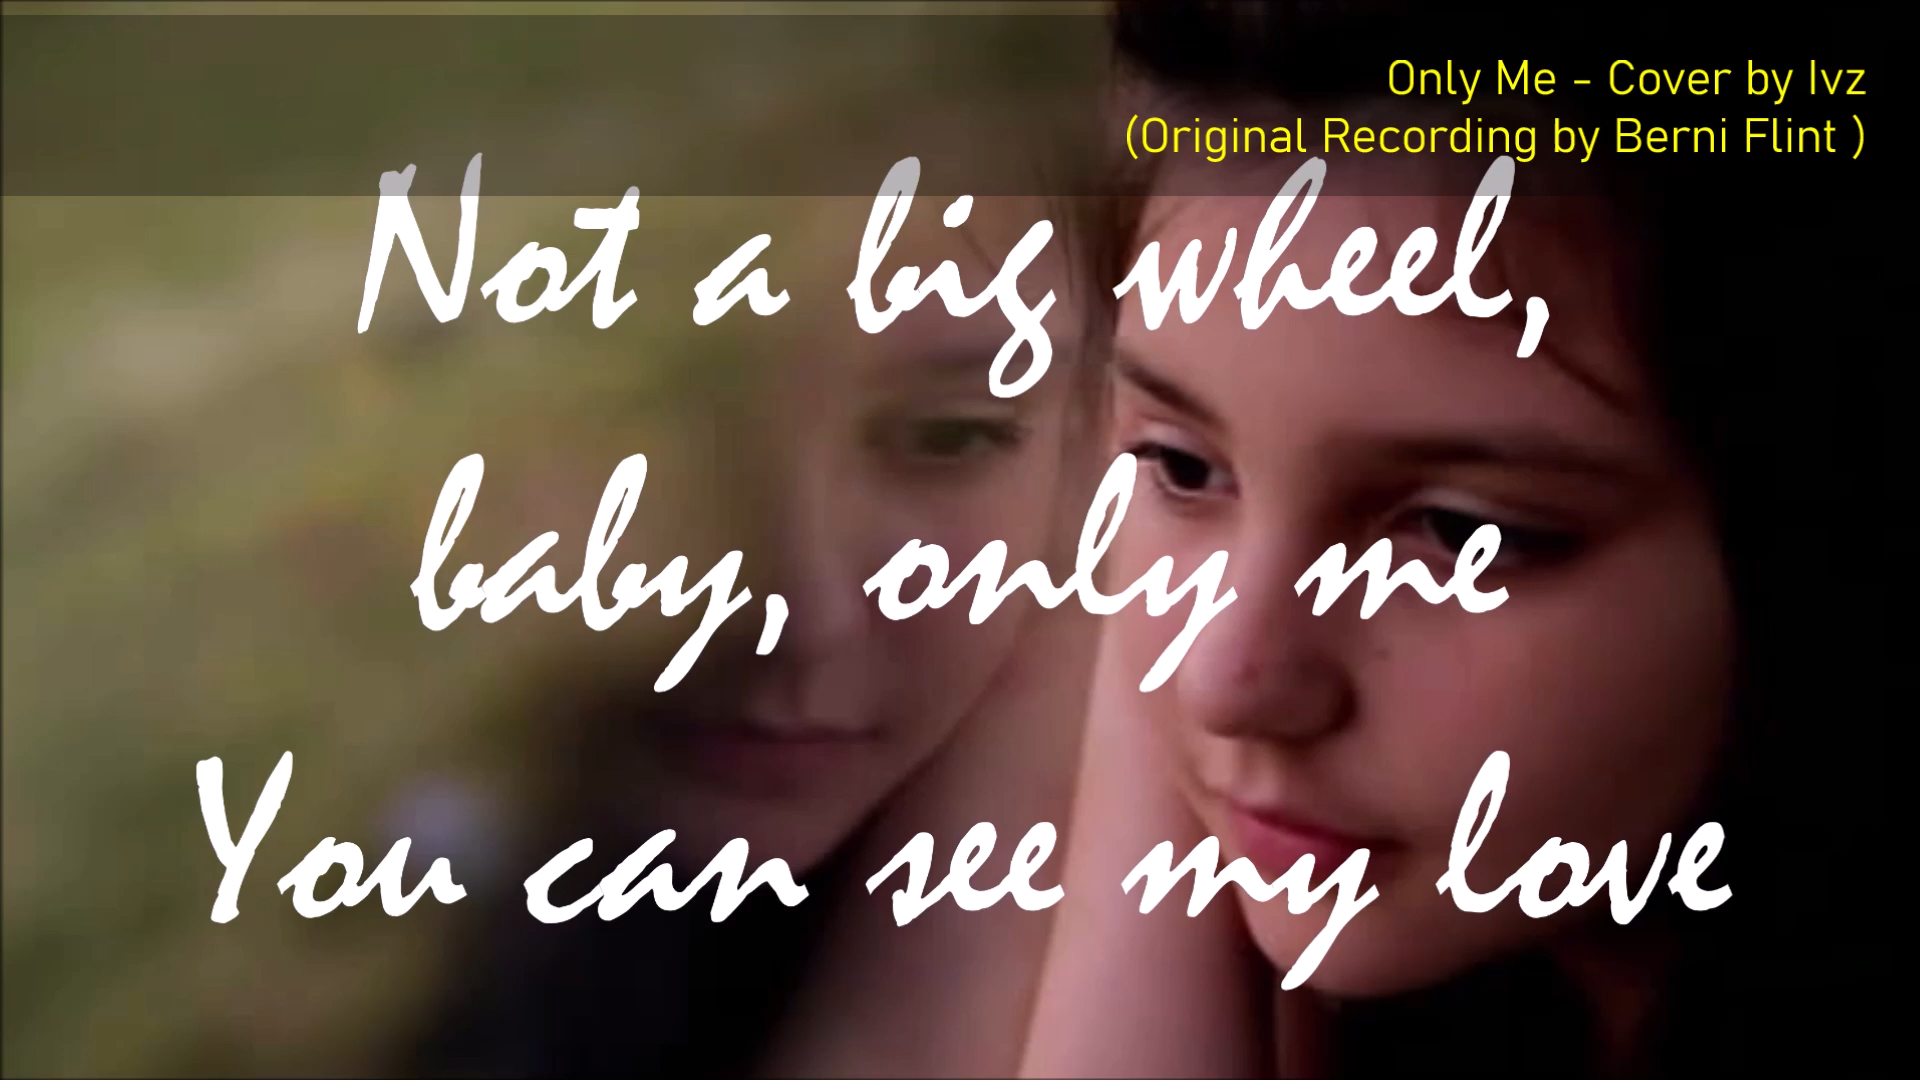 Only Me - Cover by Ivz
(Original Recording by Berni Flint )
Not a big wheel,
baby, only me
You can see my love